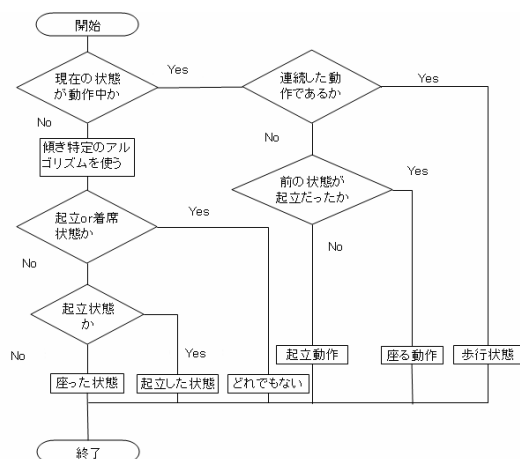 開始
現在の状態
が動作中か
Yes
連続した動
作であるか
Yes
No
No
傾き特定のアル
ゴリズムを使う
前の状態が
起立だったか
Yes
起立or着席
状態か
Yes
No
No
起立状態
か
No
Yes
座った状態
起立した状態
どれでもない
起立動作
座る動作
歩行状態
終了